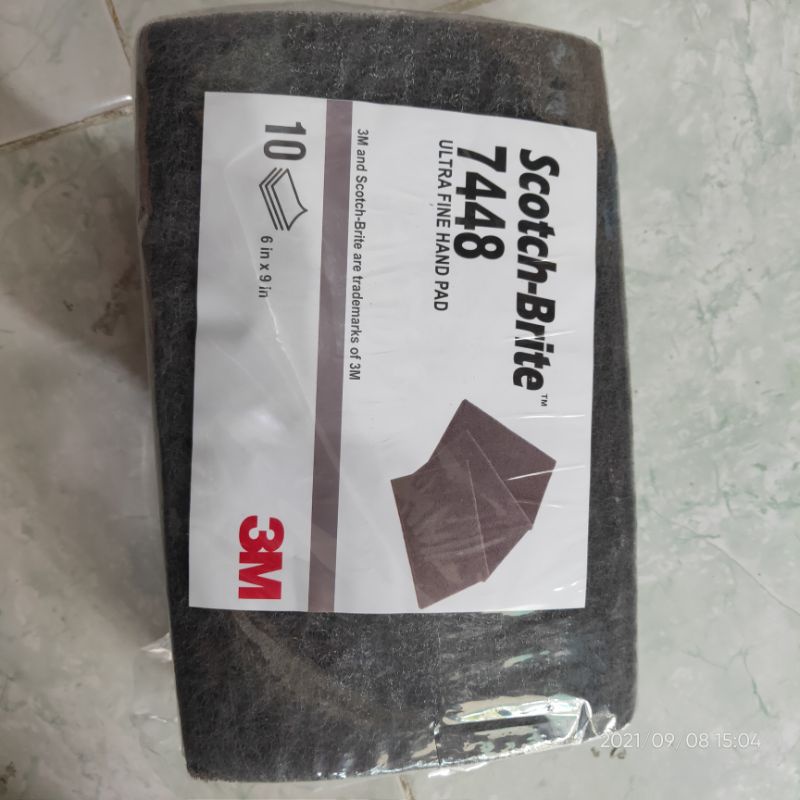 Scotch-Brite™
7448
ULTRA FINE HAND PAD
3M and Scotch-Brite are trademarks of 3M
10
6 in x 9 in
3M
2021/09/08 15:04